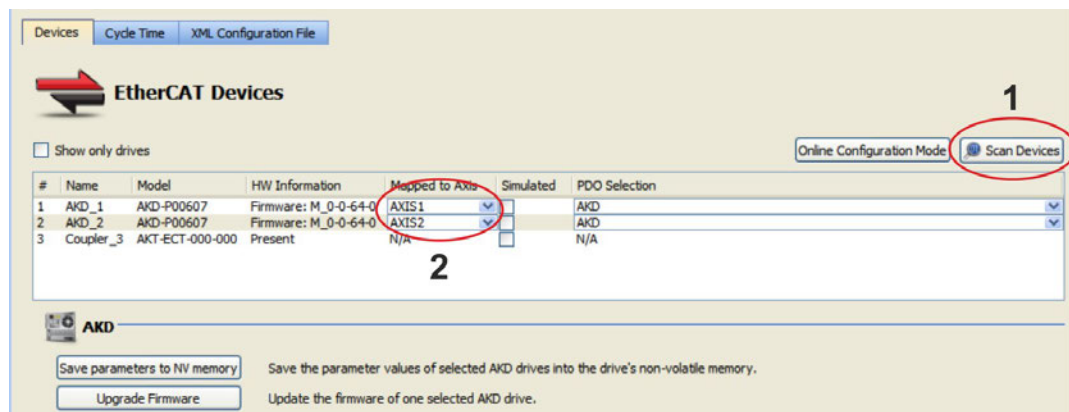 Devices Cycle Time XML Configuration File
EtherCAT Devices
1
Show only drives Online Configuration Mode Scan Devices
# Name Model HW Information Mapped to Axis Simulated PDO Selection
1 AKD_1 AKD-P00607 Firmware: M_0-0-64-0 AXIS1 AKD
2 AKD_2 AKD-P00607 Firmware: M_0-0-64-0 AXIS2 AKD
3 Coupler_3 AKT-ECT-000-000 Present N/A N/A
2
AKD
Save parameters to NV memory Save the parameter values of selected AKD drives into the drive's non-volatile memory.
Upgrade Firmware Update the firmware of one selected AKD drive.